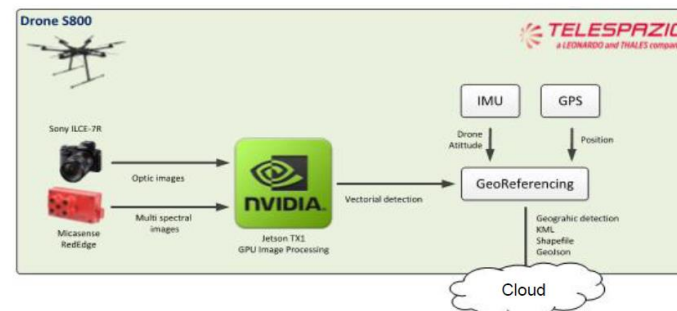 Drone S800
TELESPAZIO
a LEONARDO and THALES company
IMU
GPS
Drone
Atittude
Position
Sony ILCE-7R
Optic images
NVIDIA.
Vectorial detection
GeoReferencing
Multi spectral
images
Micasense
RedEdge
Jetson TX1
GPU Image Processing
Geograhic detection
KML
Shapefile
GeoJson
Cloud